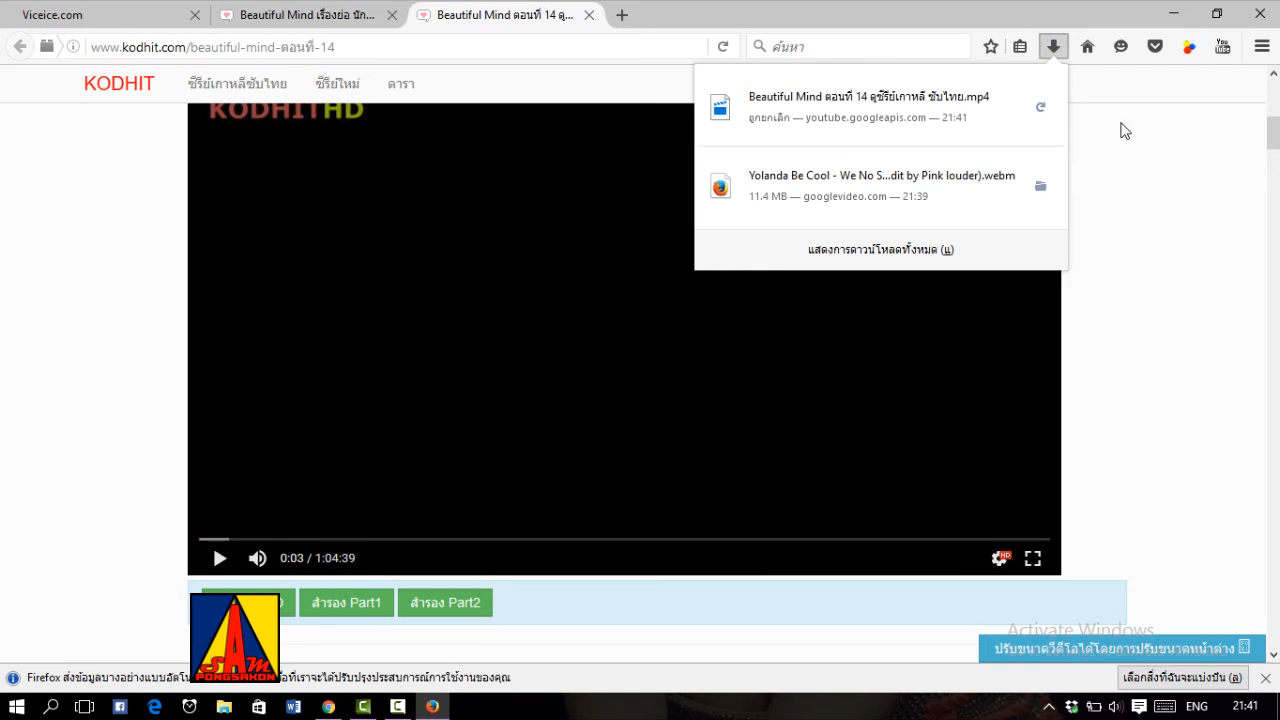 Viceice.com
Beautiful Mind เรื่องย่อ นัก...
Beautiful Mind ตอนที่ 14 ดู...
www.kodhit.com/beautiful-mind-ตอนที่-14
ค้นหา
You
Tube
KODHIT ซีรีย์เกาหลีซับไทย ซีรีย์ใหม่ ดารา
KODHITHD
Beautiful Mind ตอนที่ 14 ดูซีรีย์เกาหลี ซับไทย.mp4
ถูกยกเลิก — youtube.googleapis.com — 21:41
Yolanda Be Cool - We No S...dit by Pink louder).webm
11.4 MB — googlevideo.com — 21:39
แสดงการดาวน์โหลดทั้งหมด (แ)
0:03 / 1:04:39
HD
สำรอง Part1 สำรอง Part2
SAM
PONGSAKON
Activate Windows
ปรับขนาดวีดีโอได้โดยการปรับขนาดหน้าต่าง
Firefox ส่งข้อมูลบางอย่างแบบอัตโน
ื่อที่เราจะได้ปรับปรุงประสบการณ์การใช้งานของคุณ
เลือกสิ่งที่ฉันจะแบ่งปัน (ล)
ENG 21:41